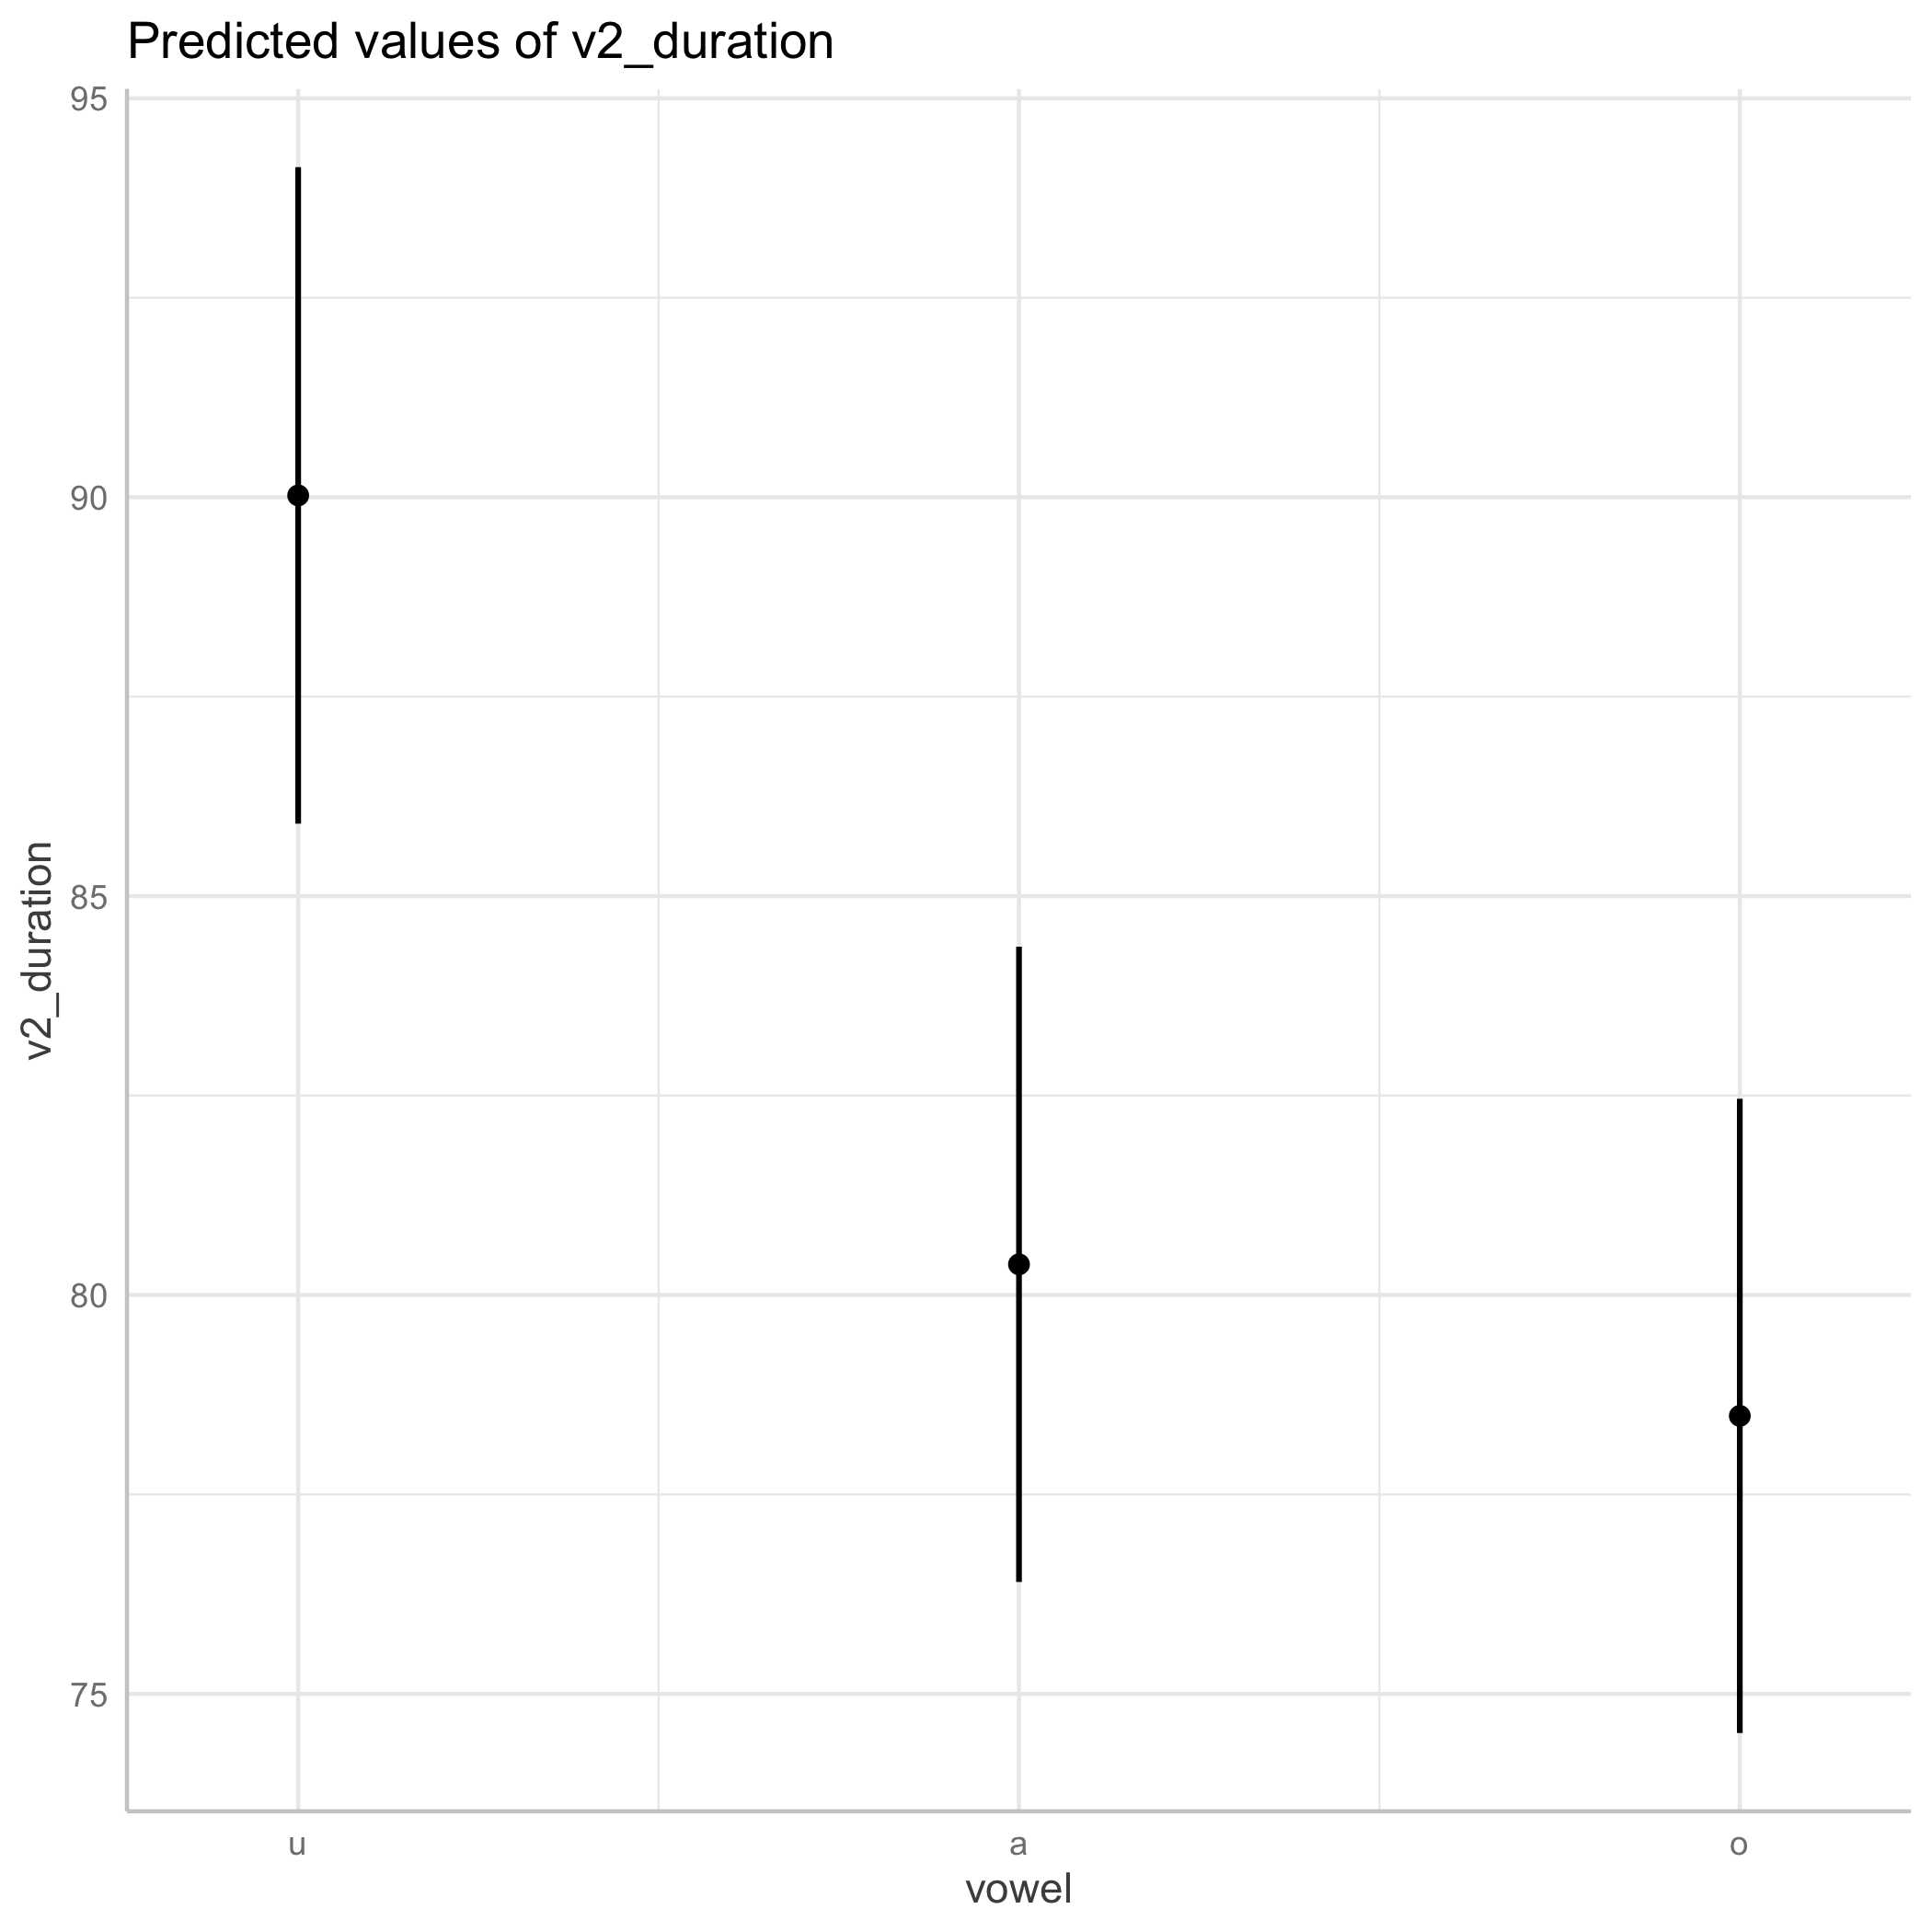 Predicted values of v2_duration
95
90
85
80
75
v2_duration
u a o
vowel